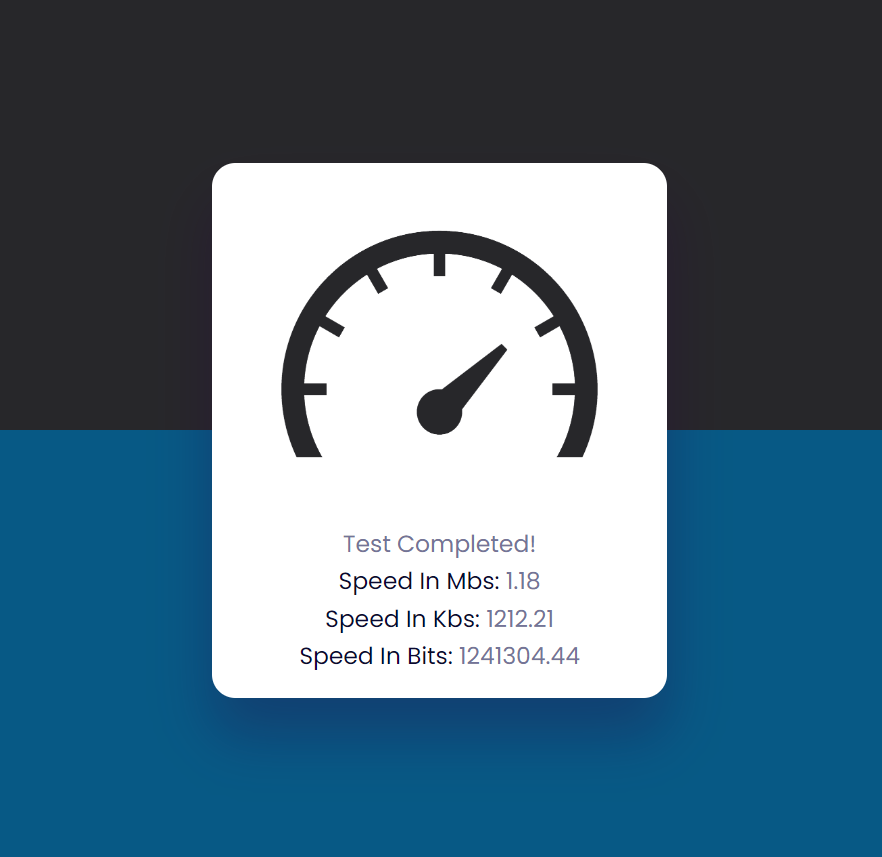 Test Completed!
Speed In Mbs: 1.18
Speed In Kbs: 1212.21
Speed In Bits: 1241304.44